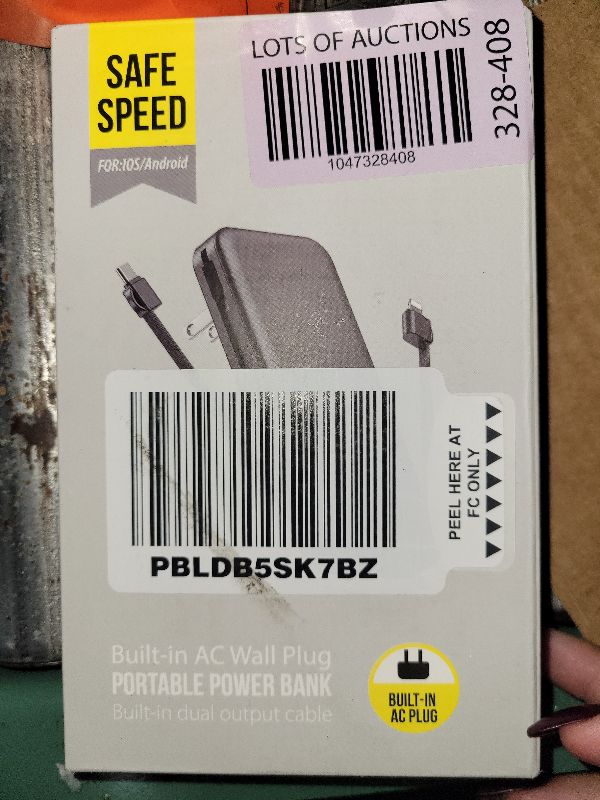 SAFE
SPEED
FOR:IOS/Android
LOTS OF AUCTIONS
1047328408
328-408
PBLDB5SK7BZ
PEEL HERE AT
FC ONLY
Built-in AC Wall Plug
PORTABLE POWER BANK
Built-in dual output cable
BUILT-IN
AC PLUG